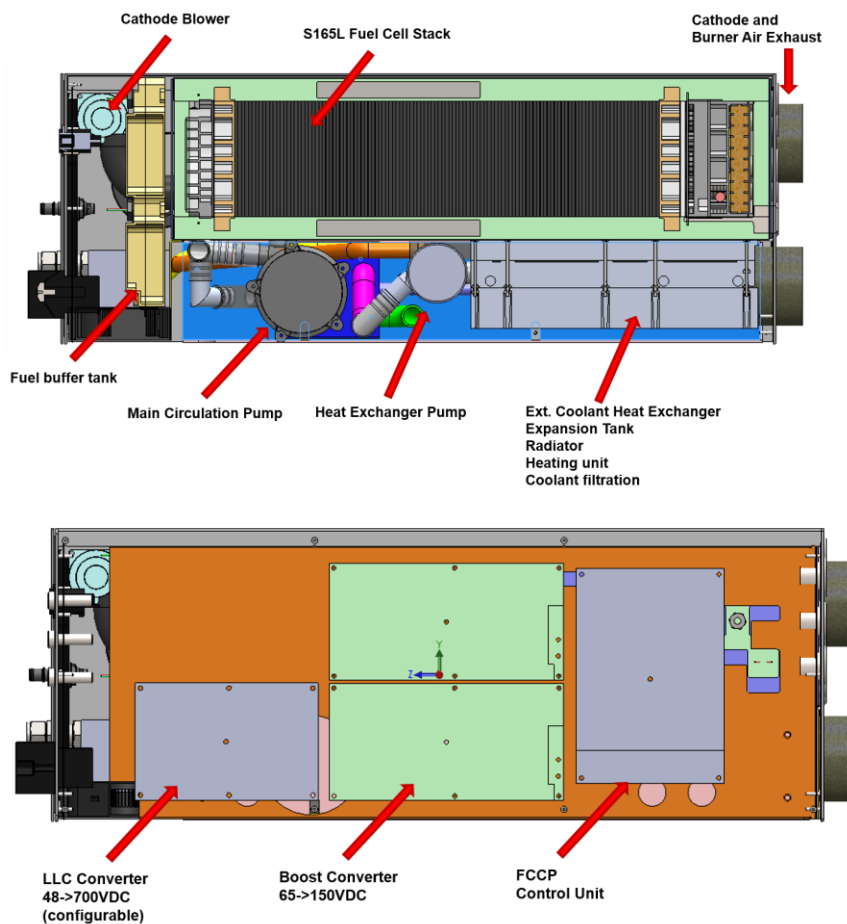 Cathode Blower
S165L Fuel Cell Stack
Cathode and
Burner Air Exhaust
Fuel buffer tank
Main Circulation Pump
Heat Exchanger Pump
Ext. Coolant Heat Exchanger
Expansion Tank
Radiator
Heating unit
Coolant filtration
Y
Z
LLC Converter
48->700VDC
(configurable)
Boost Converter
65->150VDC
FCCP
Control Unit